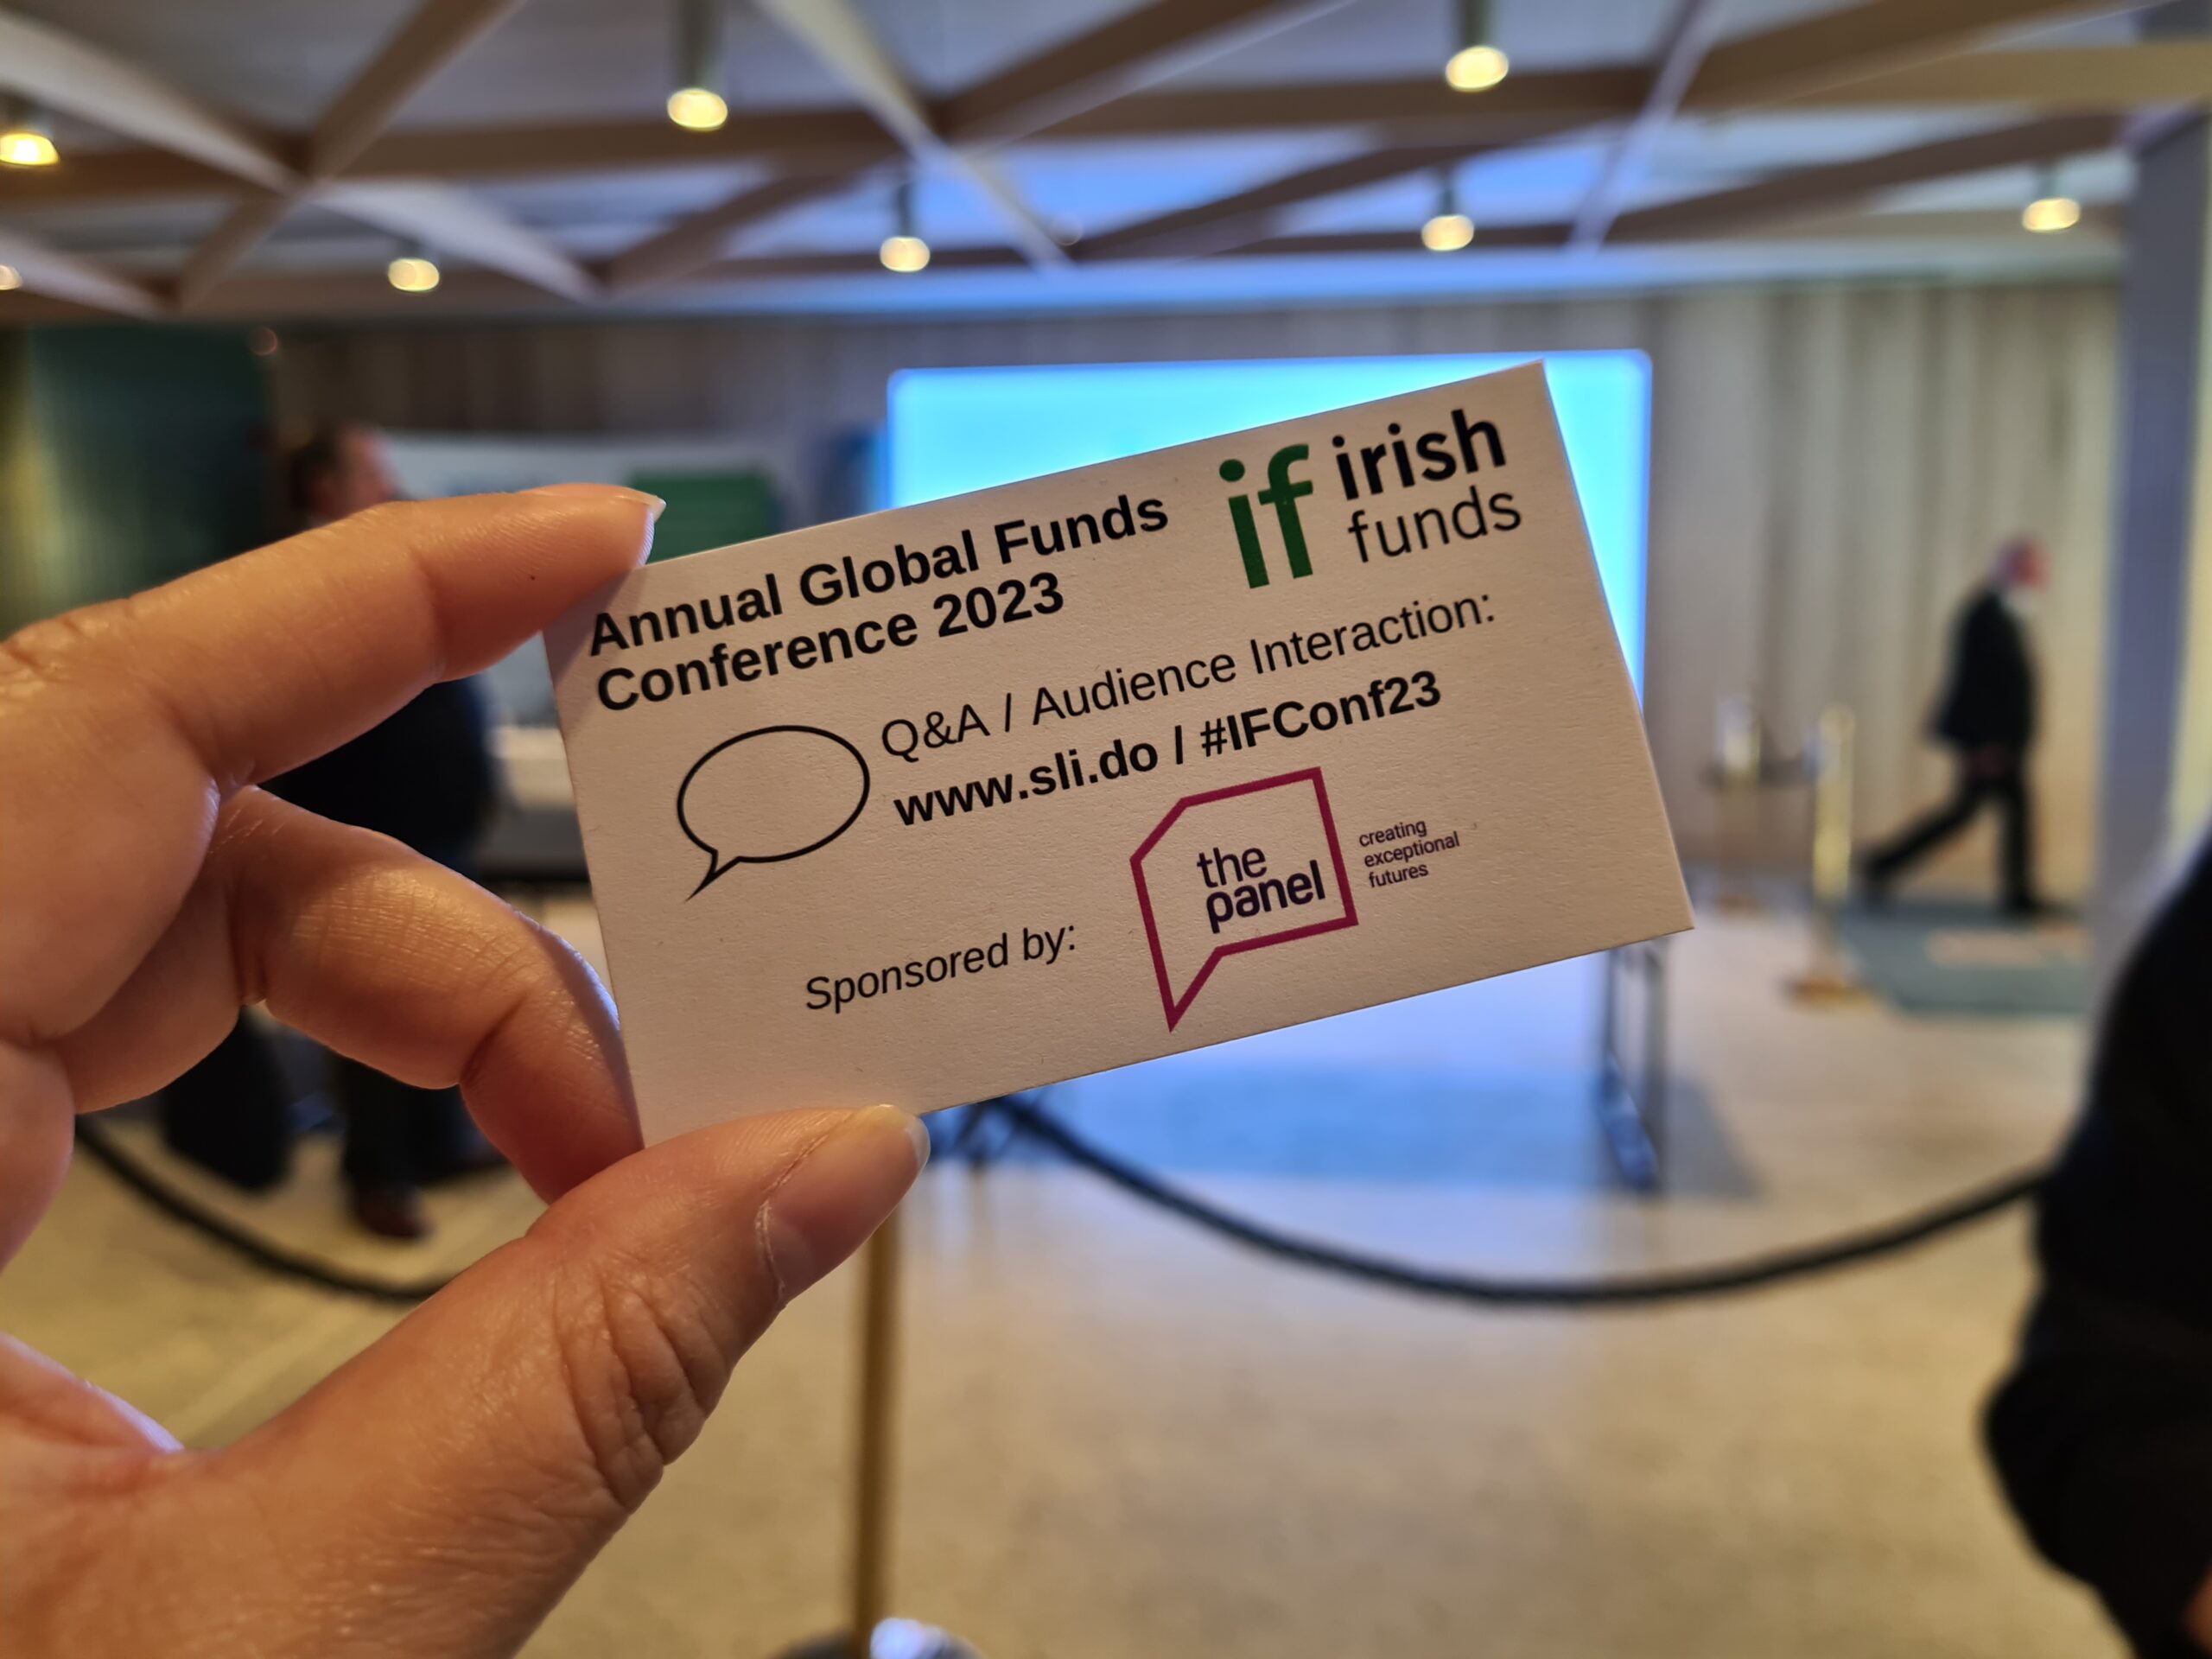 Annual Global Funds
Conference 2023
if irish
funds
Q&A / Audience Interaction:
www.sli.do / #IFConf23
Sponsored by:
the
panel
creating
exceptional
futures